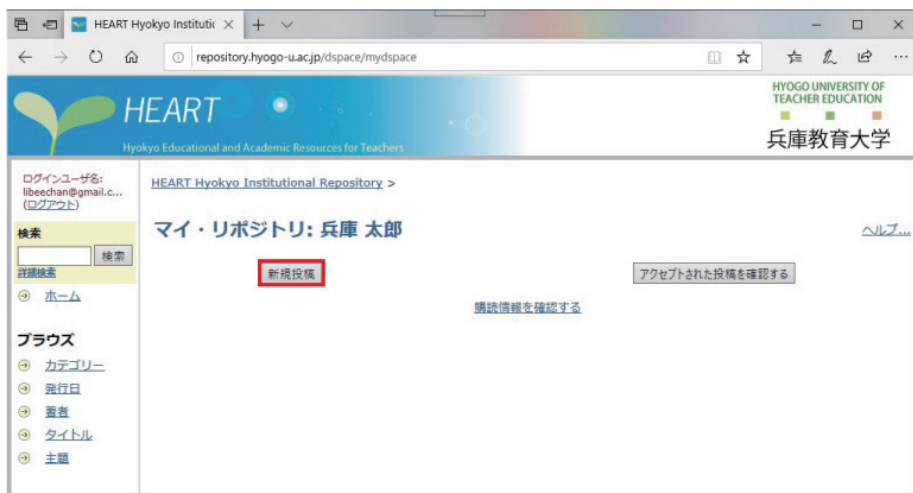 HEART Hyokyo Institutic
repository.hyogo-u.ac.jp/dspace/mydspace
HEART
Hyokyo Educational and Academic Resources for Teachers
HYOGO UNIVERSITY OF
TEACHER EDUCATION
兵庫教育大学
ログインユーザ名:
libeechan@gmail.c...
(ログアウト)
検索
検索
詳細検索
ホーム
ブラウズ
カテゴリー
発行日
著者
タイトル
主題
HEART Hyokyo Institutional Repository >
マイ・リポジトリ: 兵庫 太郎
ヘルプ...
新規投稿
アクセプトされた投稿を確認する
購読情報を確認する